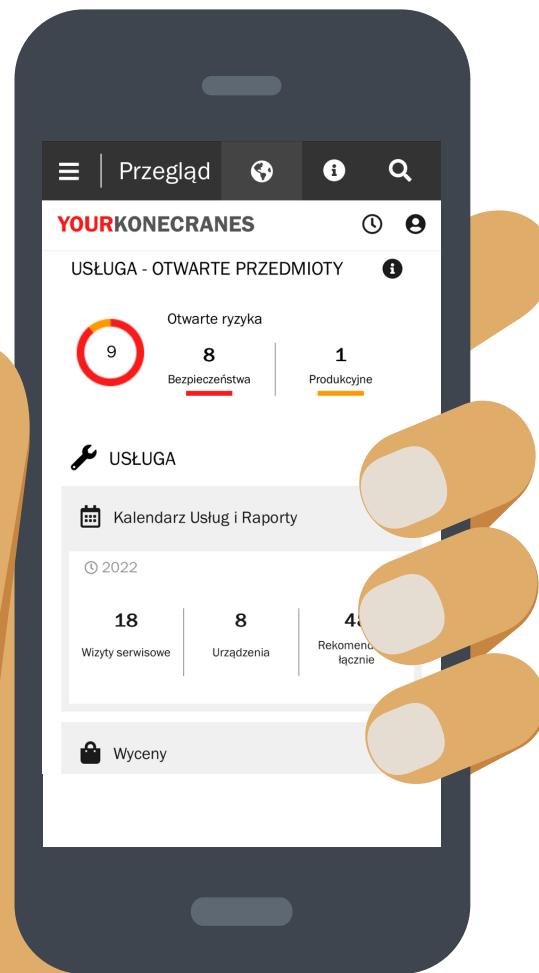 Przegląd
YOURKONECRANES
USŁUGA - OTWARTE PRZEDMIOTY
Otwarte ryzyka
9
8
1
Bezpieczeństwa
Produkcyjne
USŁUGA
Kalendarz Usług i Raporty
2022
18
8
Wizyty serwisowe
Urządzenia
łącznie
Wyceny